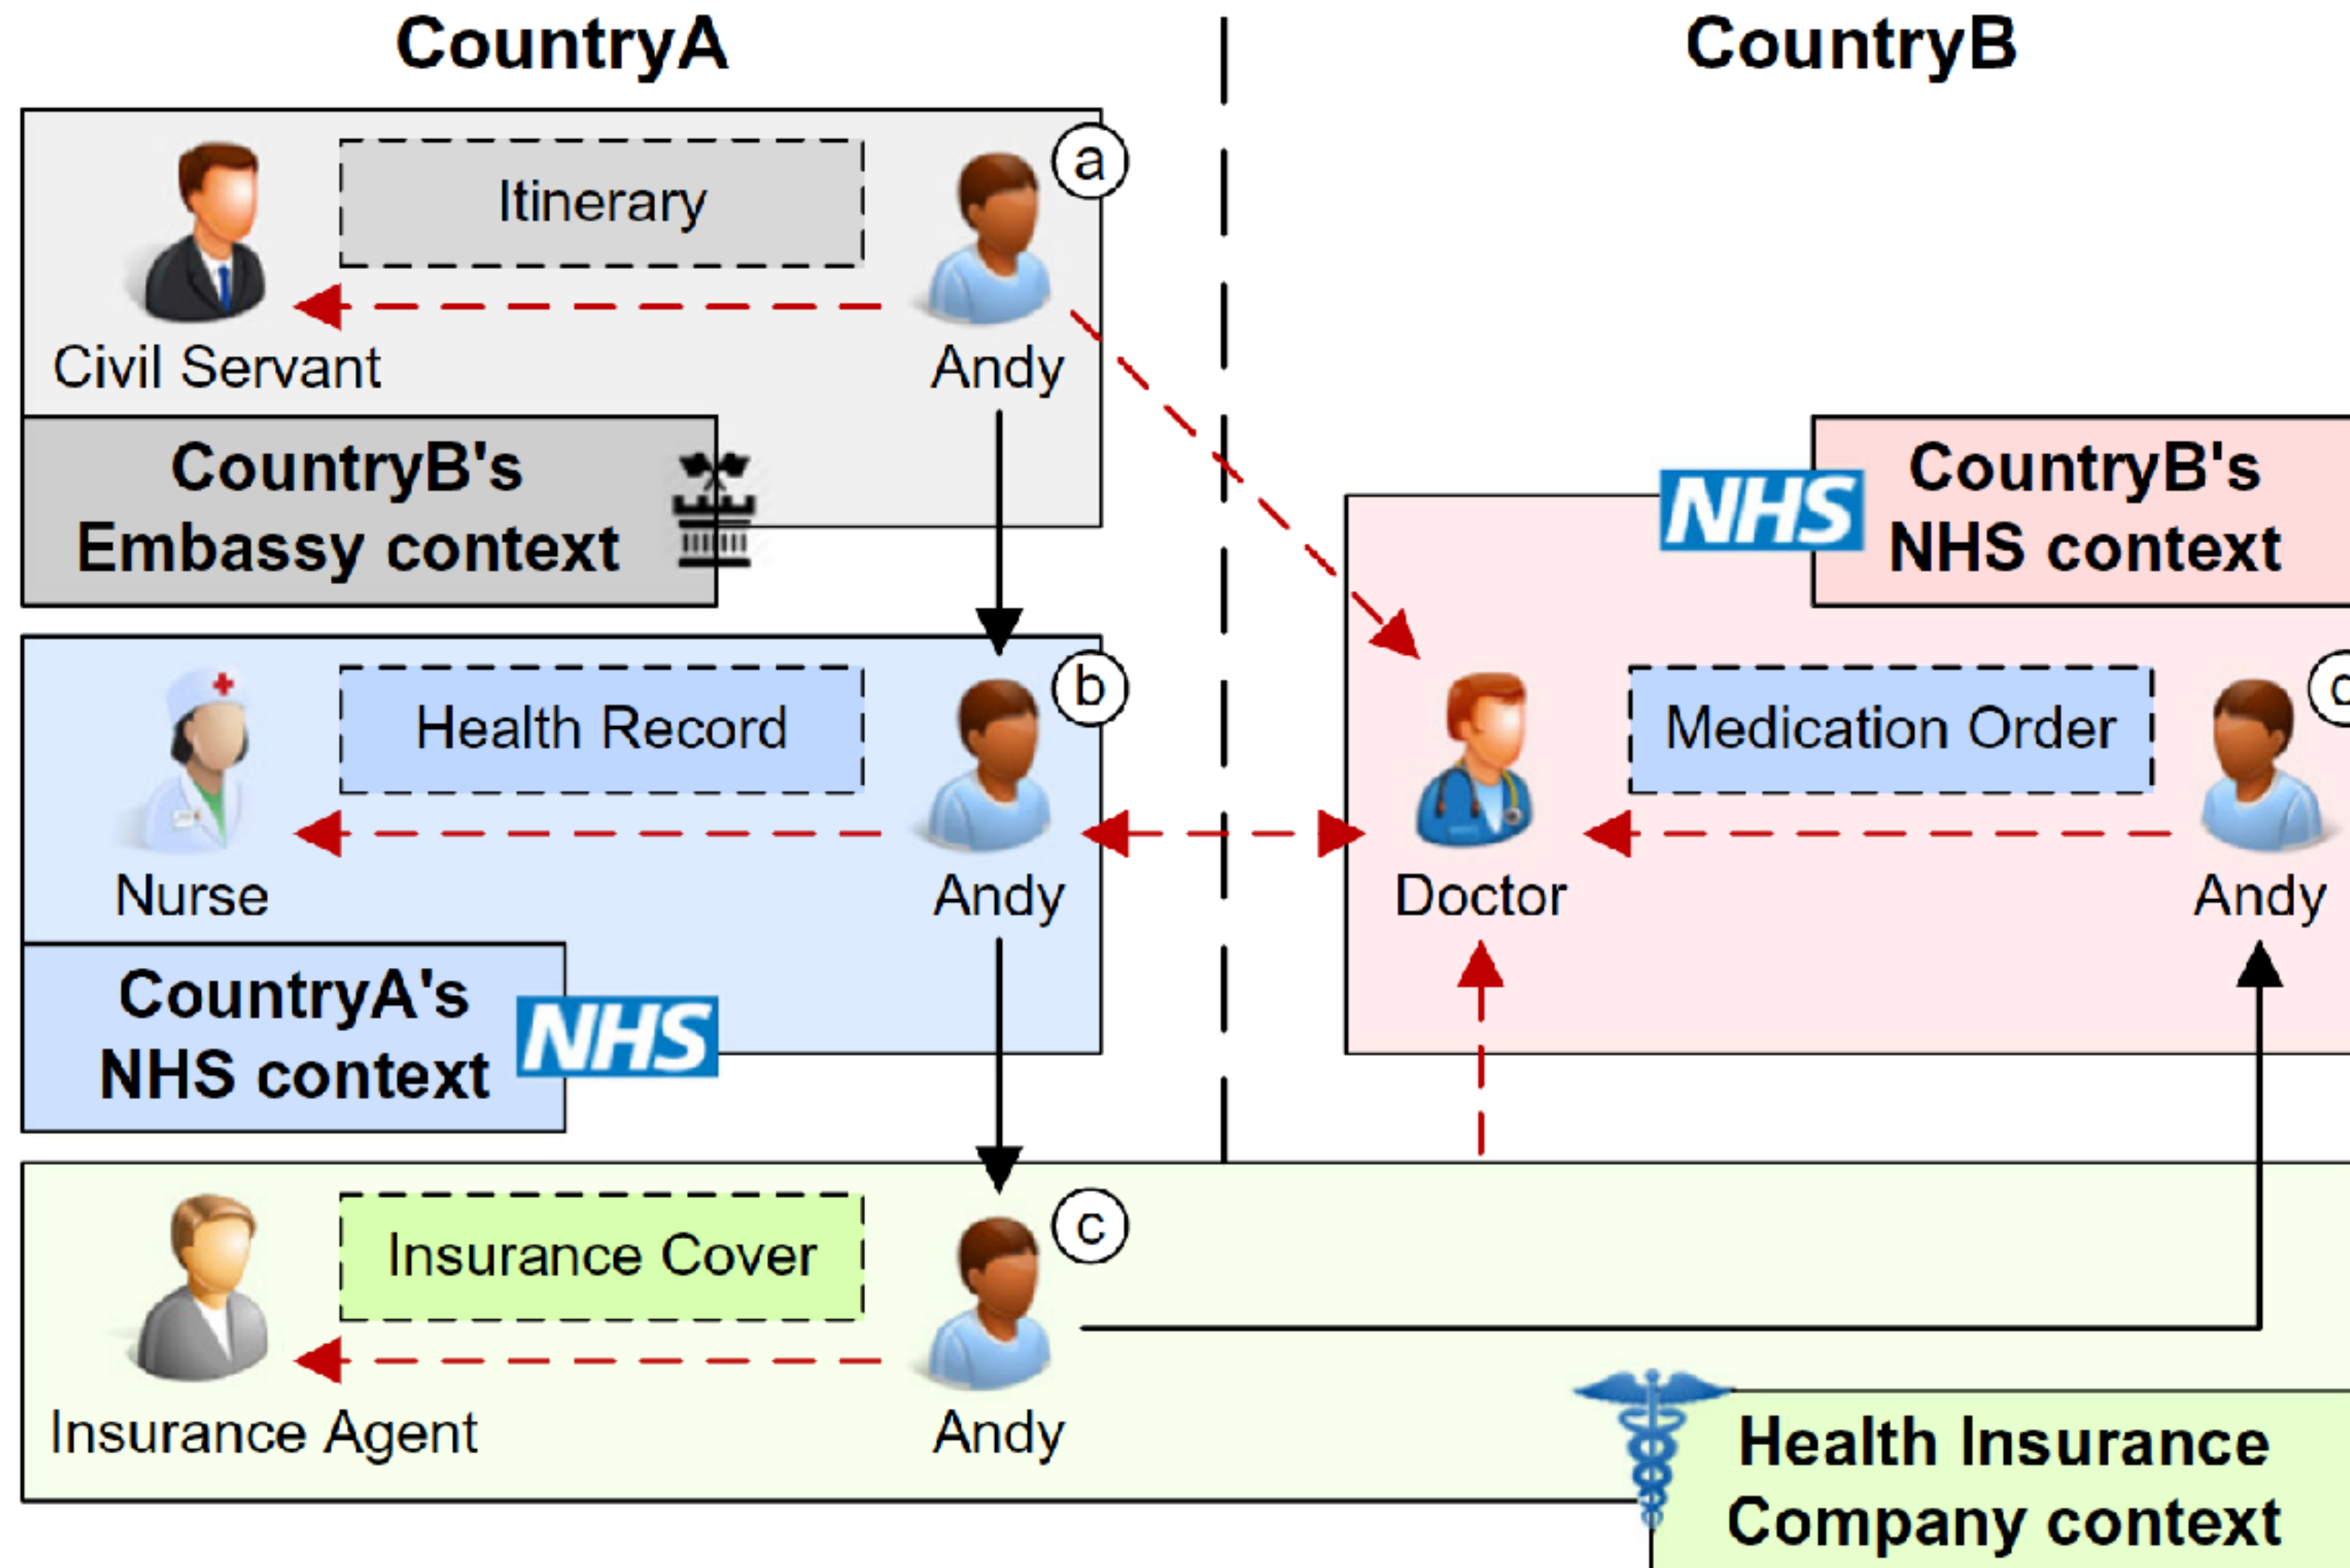 CountryA
CountryB
a
Itinerary
Civil Servant
Andy
CountryB's
Embassy context
NHS
CountryB's
NHS context
b
Health Record
Nurse
Andy
Medication Order
Doctor
Andy
CountryA's
NHS context
NHS
c
Insurance Cover
Insurance Agent
Andy
Health Insurance
Company context